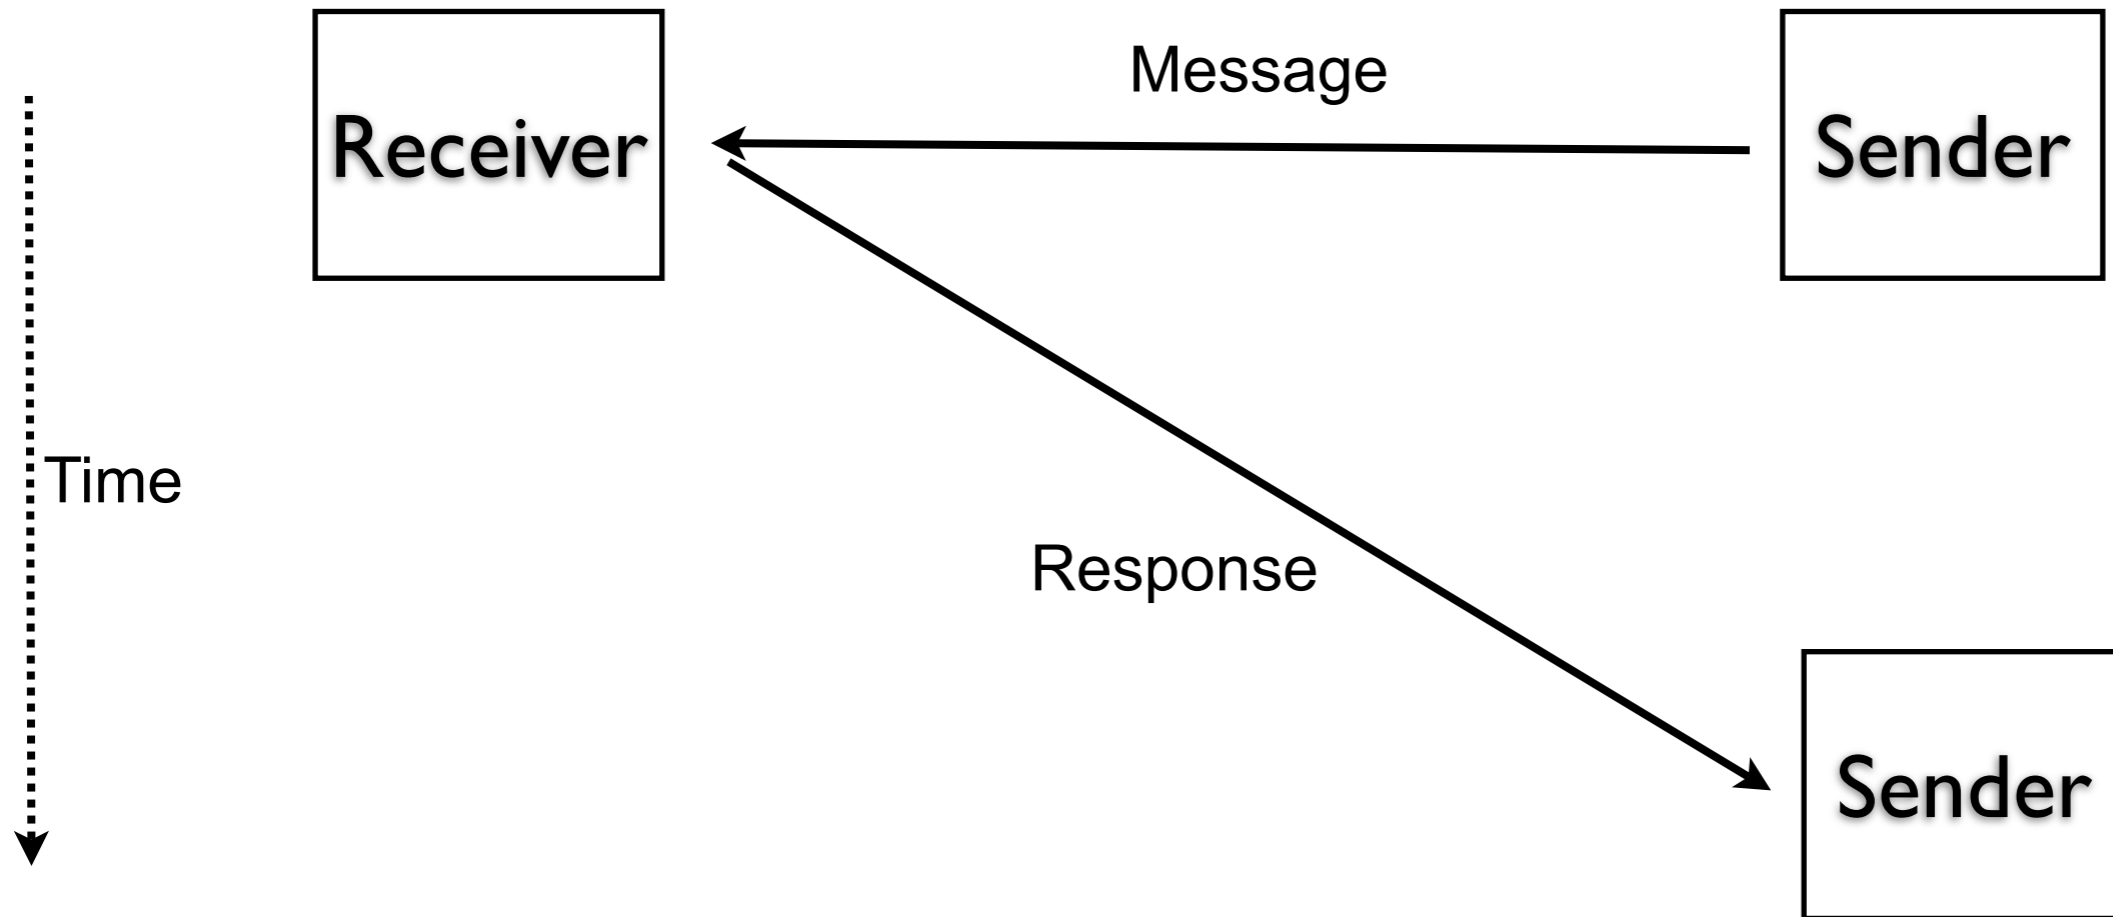 Message
Receiver
Sender
Time
Response
Sender